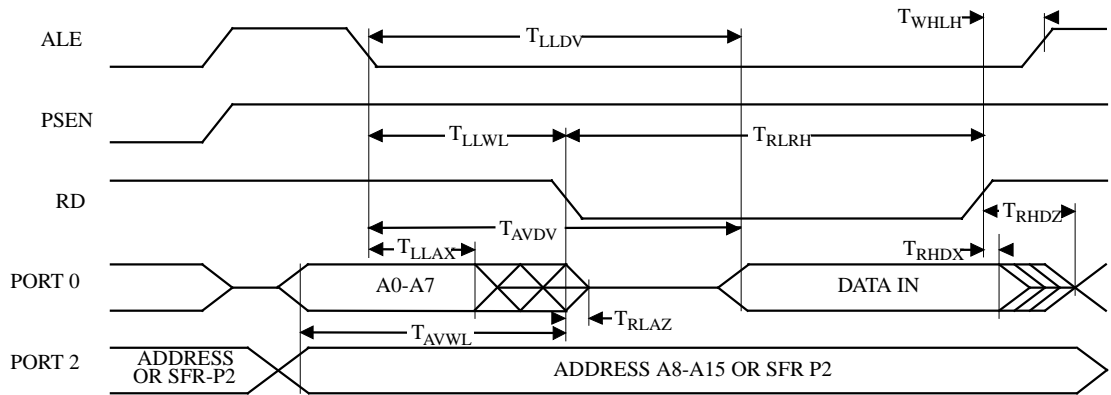 T_WHLH
ALE
T_LLDV
PSEN
T_LLWL
T_RLRH
RD
T_RHDZ
T_AVDV
T_LLAX
T_RHDX
PORT 0
A0-A7
DATA IN
T_RLAZ
T_AVWL
PORT 2
ADDRESS
OR SFR-P2
ADDRESS A8-A15 OR SFR P2